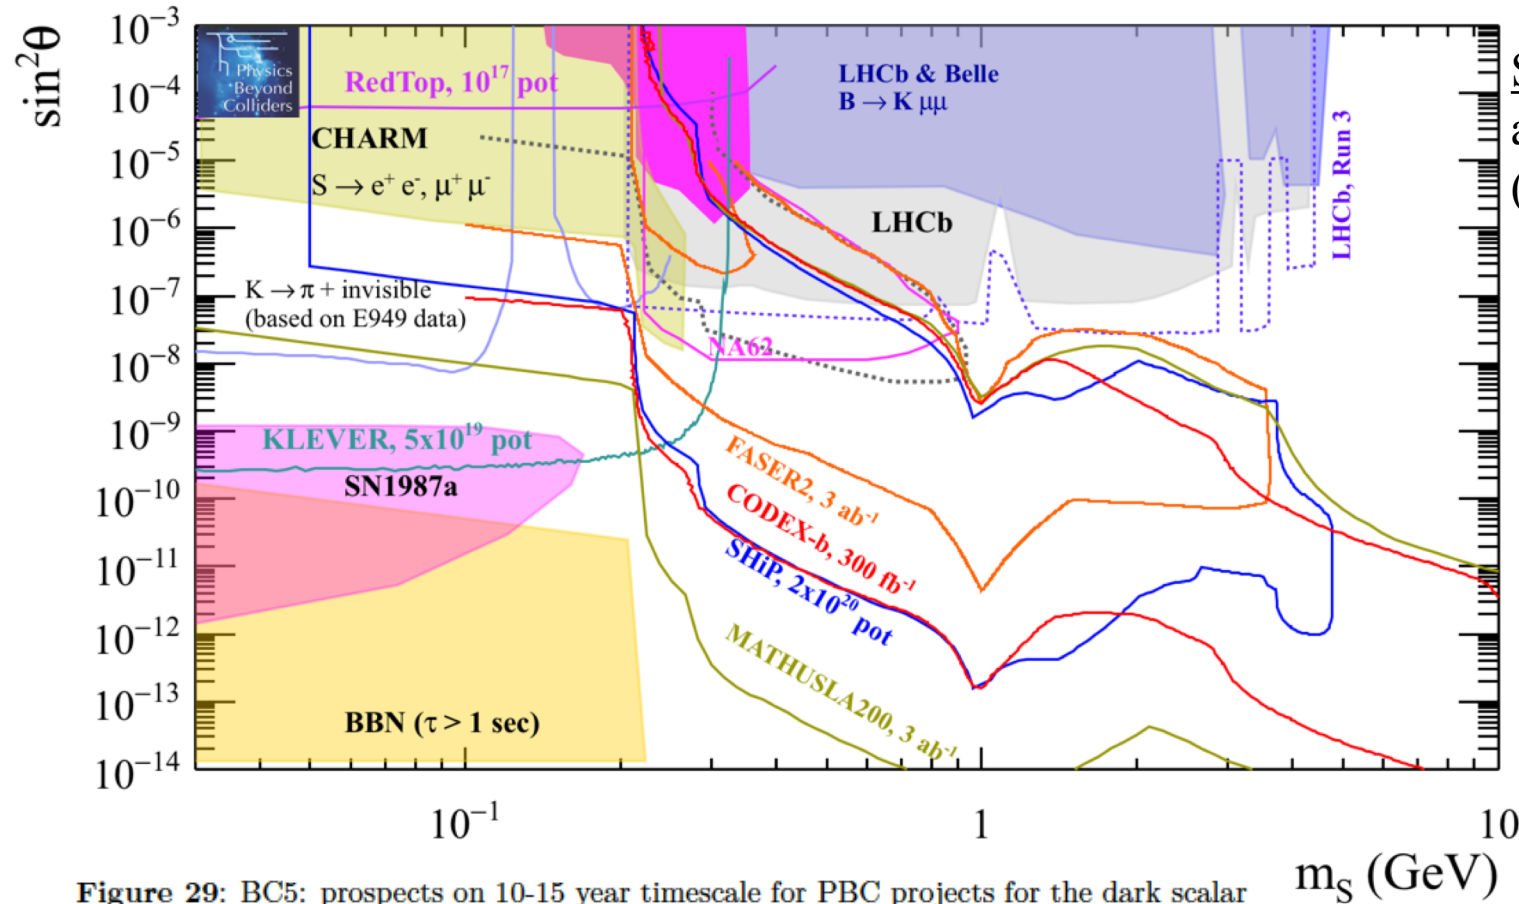 sin²θ
10⁻³
10⁻⁴
10⁻⁵
10⁻⁶
10⁻⁷
10⁻⁸
10⁻⁹
10⁻¹⁰
10⁻¹¹
10⁻¹²
10⁻¹³
10⁻¹⁴
Physics
Beyond
Colliders
RedTop, 10¹⁷ pot
LHCb & Belle
B → K μμ
CHARM
S → e⁺ e⁻, μ⁺ μ⁻
LHCb
LHCb, Run 3
K → π + invisible
(based on E949 data)
NA62
KLEVER, 5x10¹⁹ pot
SN1987a
FASER2, 3 ab⁻¹
CODEX-b, 300 fb⁻¹
SHiP, 2x10²⁰ pot
MATHUSLA200, 3 ab⁻¹
BBN (τ > 1 sec)
10⁻¹
1
10
m_S (GeV)
Figure 29: BC5: prospects on 10-15 year timescale for PBC projects for the dark scalar
S
a
(